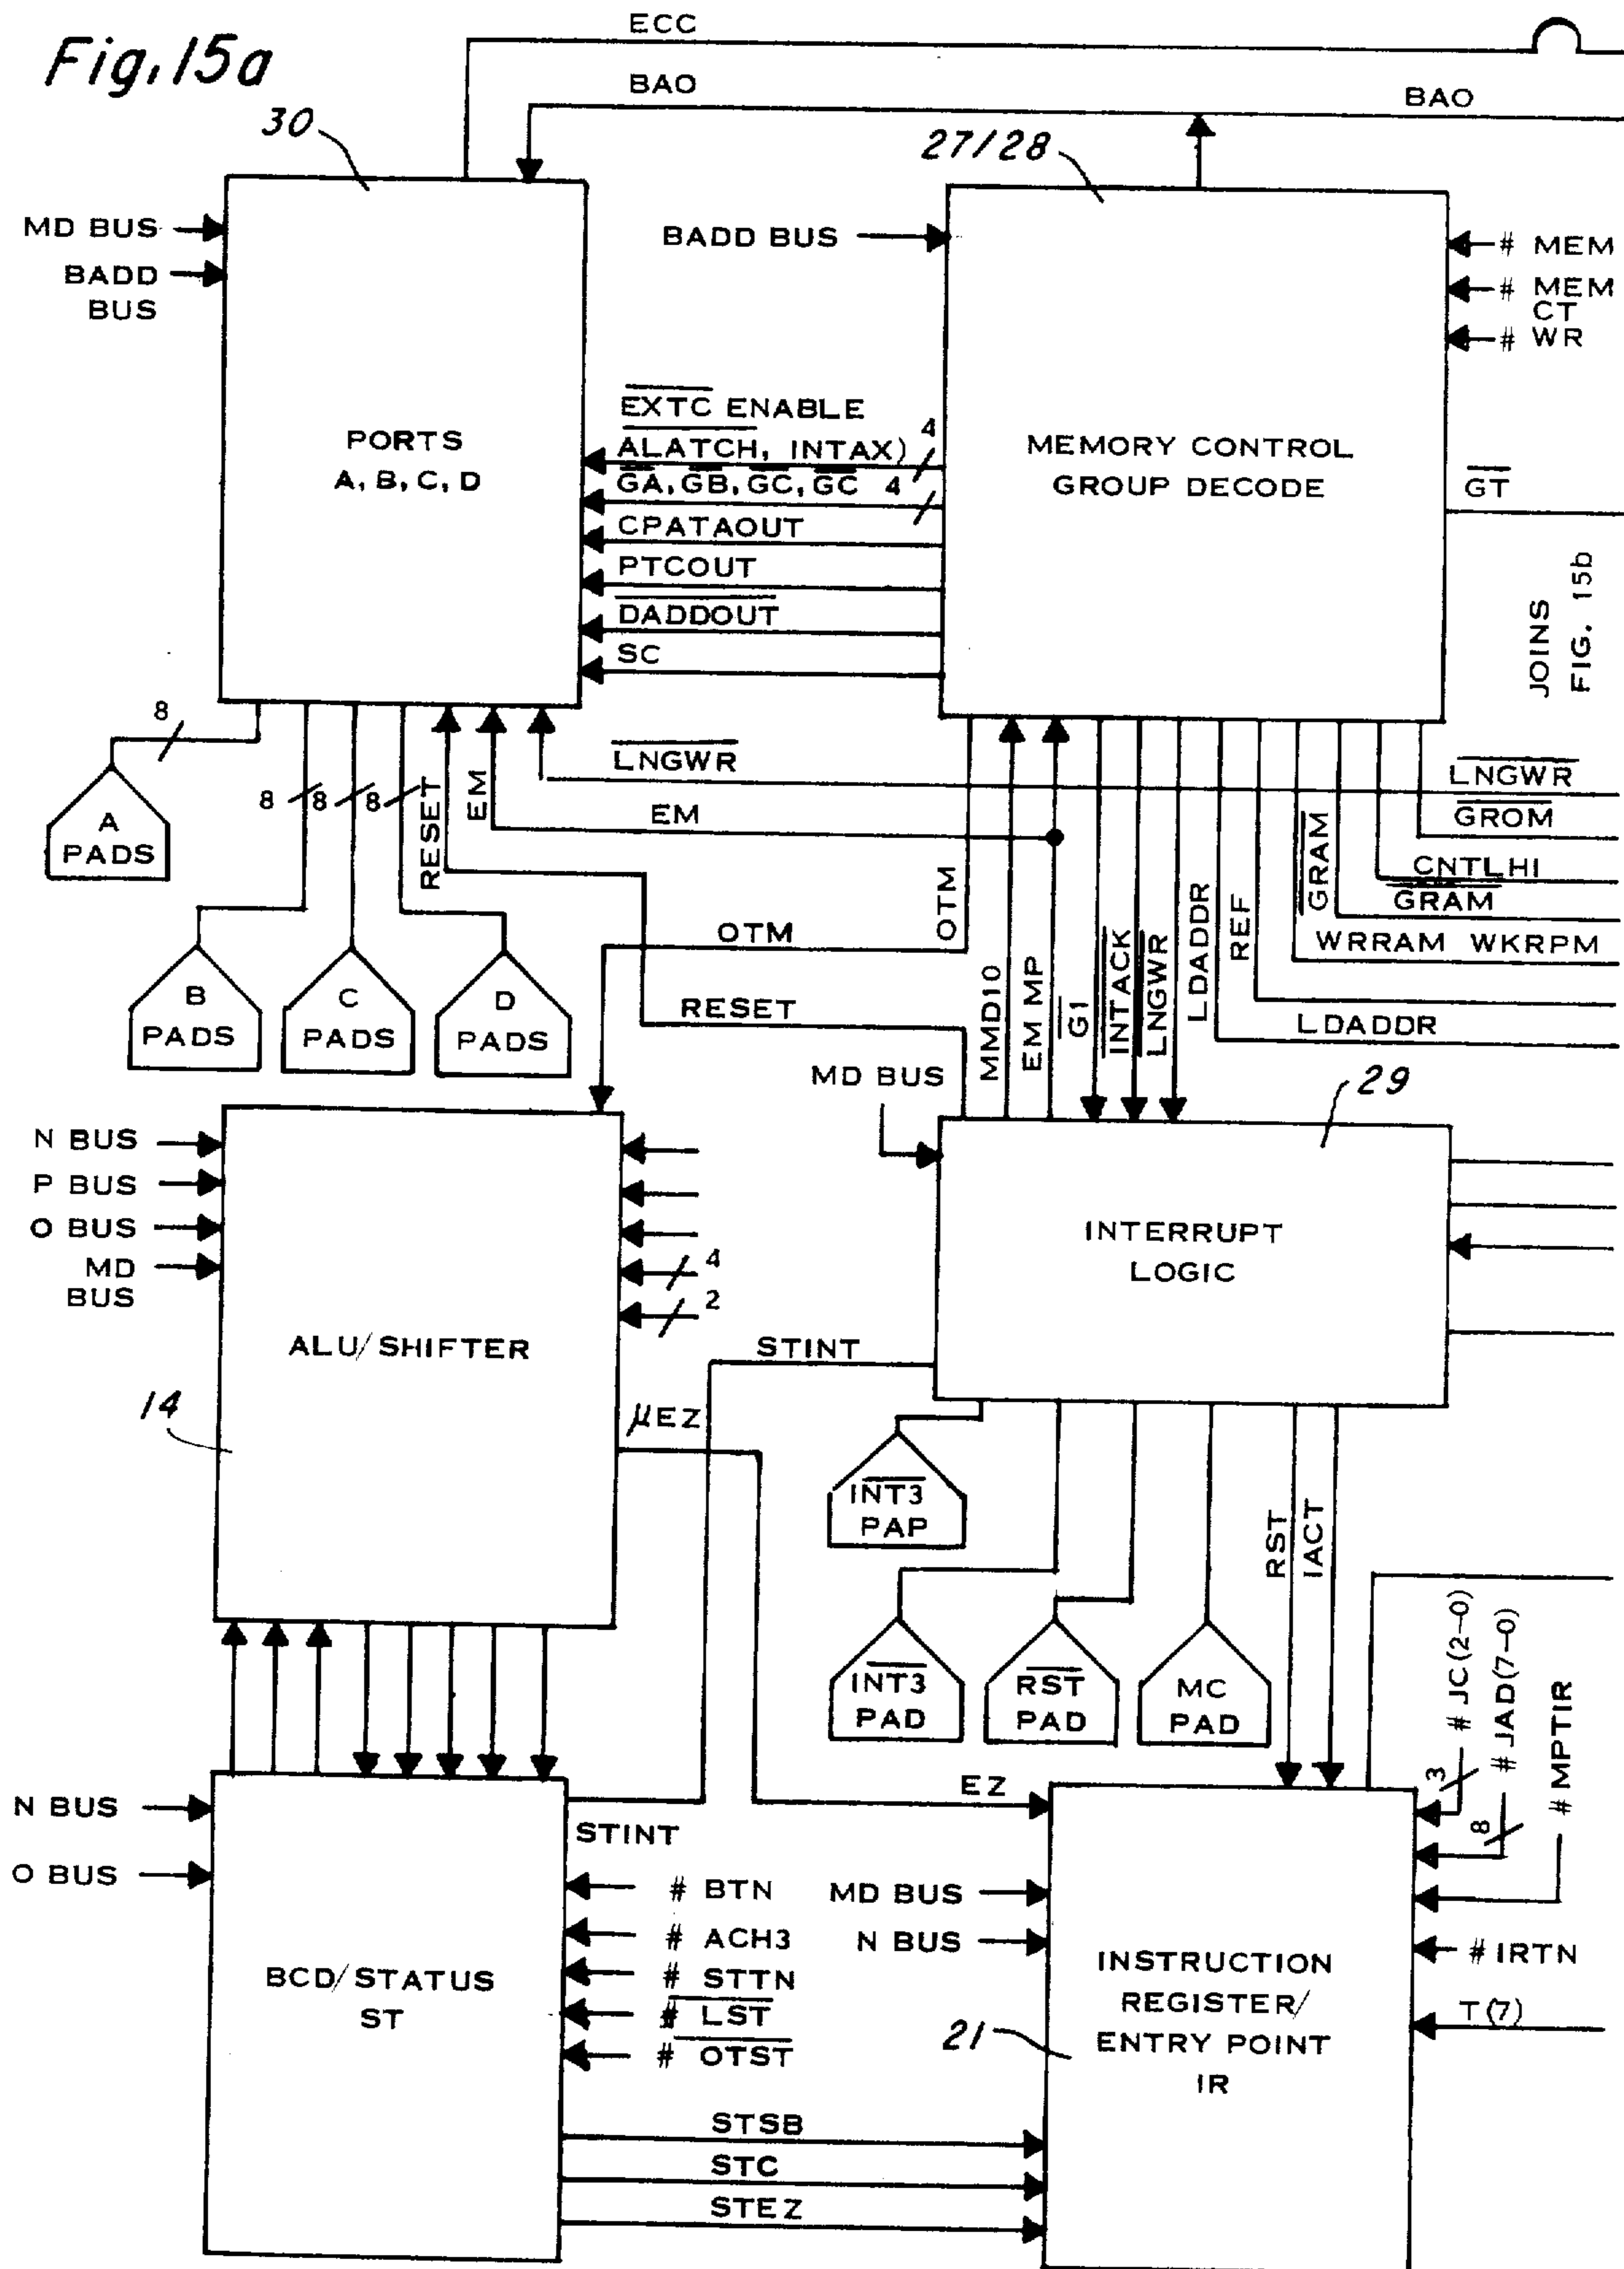 Fig. 15a
ECC
BAO
BAO
30
27/28
MD BUS
BADD
BUS
BADD BUS
# MEM
# MEM
CT
# WR
PORTS
A, B, C, D
EXTC ENABLE
ALATCH, INTAX)
4
GA, GB, GC, GC
4
CPATAOUT
PTCOUT
DADDOUT
SC
MEMORY CONTROL
GROUP DECODE
GT
JOINS
FIG. 15b
8
8
8
8
A
PADS
B
PADS
C
PADS
D
PADS
RESET
EM
LNGWR
EM
LNGWR
GROM
CNTLHI
GRAM
WRRAM WKRPM
LDADDR
OTM
OTM
RESET
MMD10
EM MP
G1
INTACK
LNGWR
LDADDR
REF
GRAM
MD BUS
29
N BUS
P BUS
O BUS
MD
BUS
4
2
ALU/SHIFTER
14
INTERRUPT
LOGIC
STINT
μEZ
INT3
PAP
INT3
PAD
RST
PAD
MC
PAD
RST
IACT
# JC(2-0)
# JAD(7-0)
# MPTIR
3
8
N BUS
O BUS
EZ
STINT
# BTN
# ACH3
# STTN
# LST
# OTST
BCD/STATUS
ST
MD BUS
N BUS
# IRTN
T(7)
INSTRUCTION
REGISTER/
ENTRY POINT
IR
21
STSB
STC
STEZ